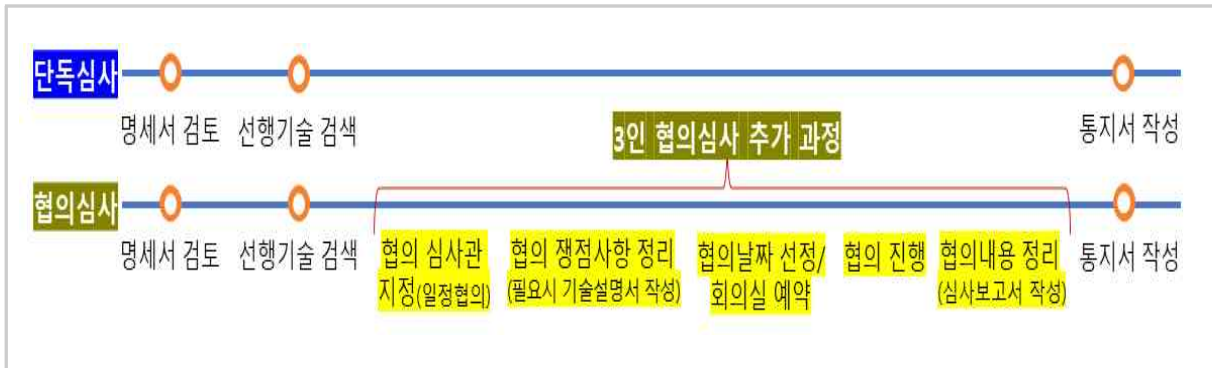 단독심사
명세서 검토 선행기술 검색 통지서 작성
3인 협의심사 추가 과정
협의심사
명세서 검토 선행기술 검색 통지서 작성
협의 심사관
지정(일정협의)
협의 쟁점사항 정리
(필요시 기술설명서 작성)
협의날짜 선정/
회의실 예약
협의 진행
협의내용 정리
(심사보고서 작성)